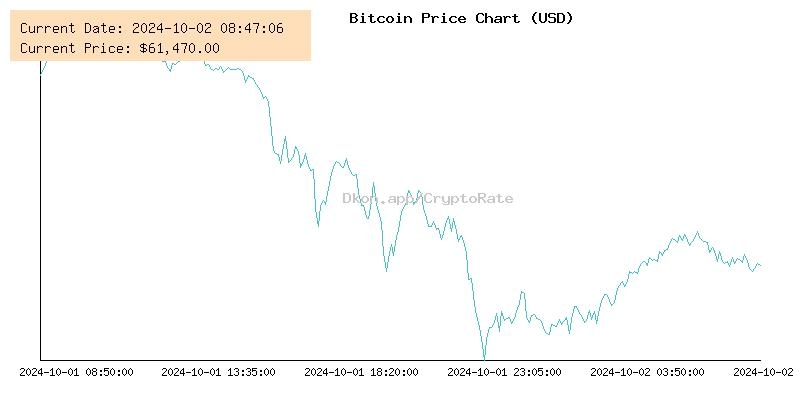 Bitcoin Price Chart (USD)
Current Date: 2024-10-02 08:47:06
Current Price: $61,470.00
Dkon.app/CryptoRate
2024-10-01 08:50:00 2024-10-01 13:35:00 2024-10-01 18:20:00 2024-10-01 23:05:00 2024-10-02 03:50:00 2024-10-02